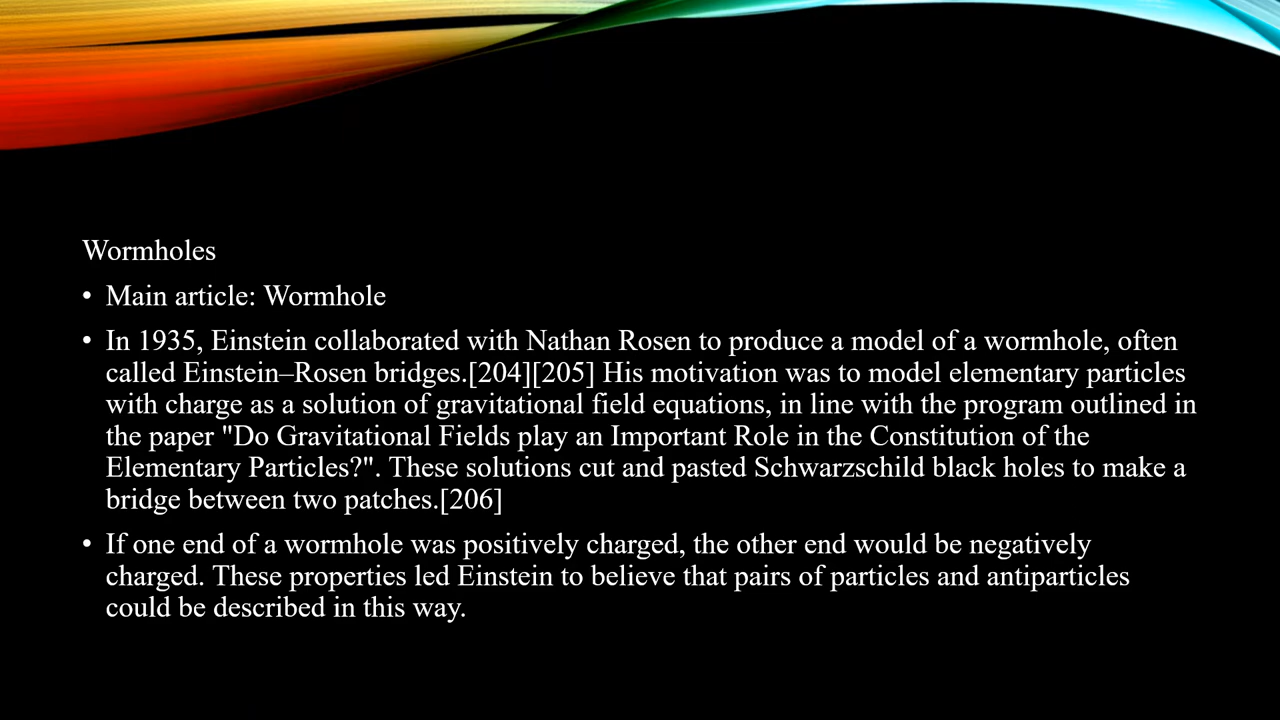 Wormholes
• Main article: Wormhole
• In 1935, Einstein collaborated with Nathan Rosen to produce a model of a wormhole, often
called Einstein–Rosen bridges.[204][205] His motivation was to model elementary particles
with charge as a solution of gravitational field equations, in line with the program outlined in
the paper "Do Gravitational Fields play an Important Role in the Constitution of the
Elementary Particles?". These solutions cut and pasted Schwarzschild black holes to make a
bridge between two patches.[206]
• If one end of a wormhole was positively charged, the other end would be negatively
charged. These properties led Einstein to believe that pairs of particles and antiparticles
could be described in this way.